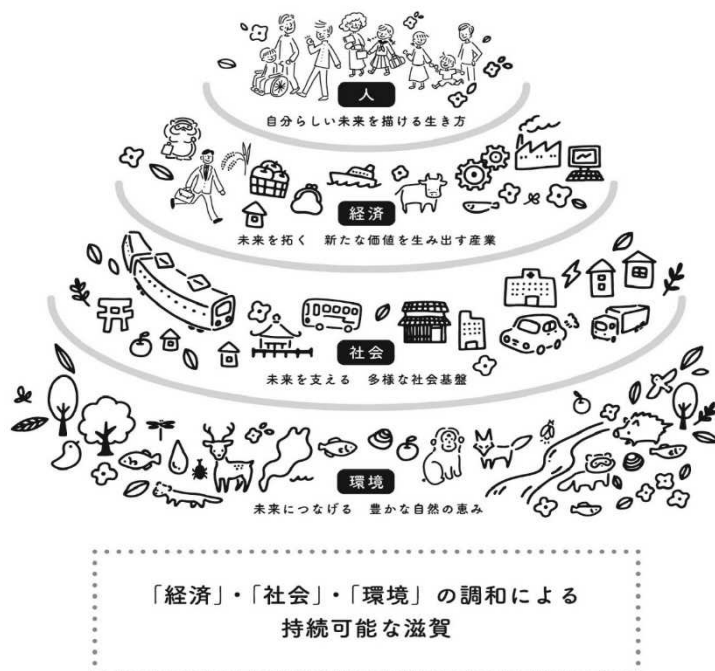 人
自分らしい未来を描ける生き方
経済
未来を拓く 新たな価値を生み出す産業
社会
未来を支える 多様な社会基盤
環境
未来につなげる 豊かな自然の恵み
「経済」・「社会」・「環境」の調和による
持続可能な滋賀